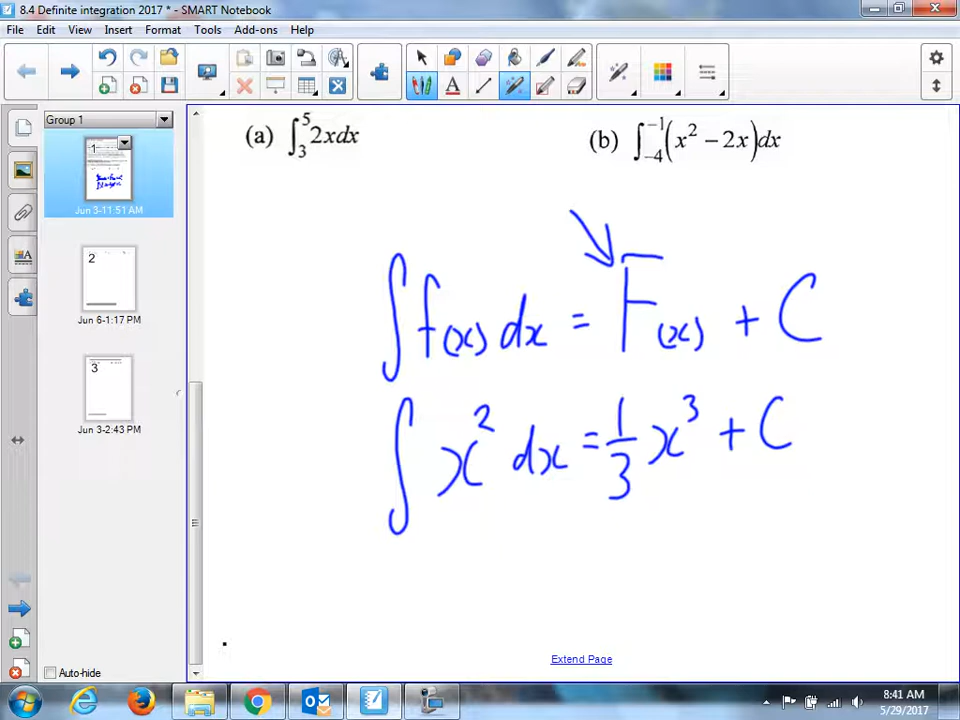 8.4 Definite integration 2017 * - SMART Notebook
File Edit View Insert Format Tools Add-ons Help
Group 1
1
Jun 3-11:51 AM
2
Jun 6-1:17 PM
3
Jun 3-2:43 PM
(a) ∫₃⁵ 2xdx
(b) ∫₋₄⁻¹ (x² − 2x)dx
∫ f(x) dx = F(x) + C
∫ x² dx = 1/3 x³ + C
Extend Page
Auto-hide
8:41 AM
5/29/2017